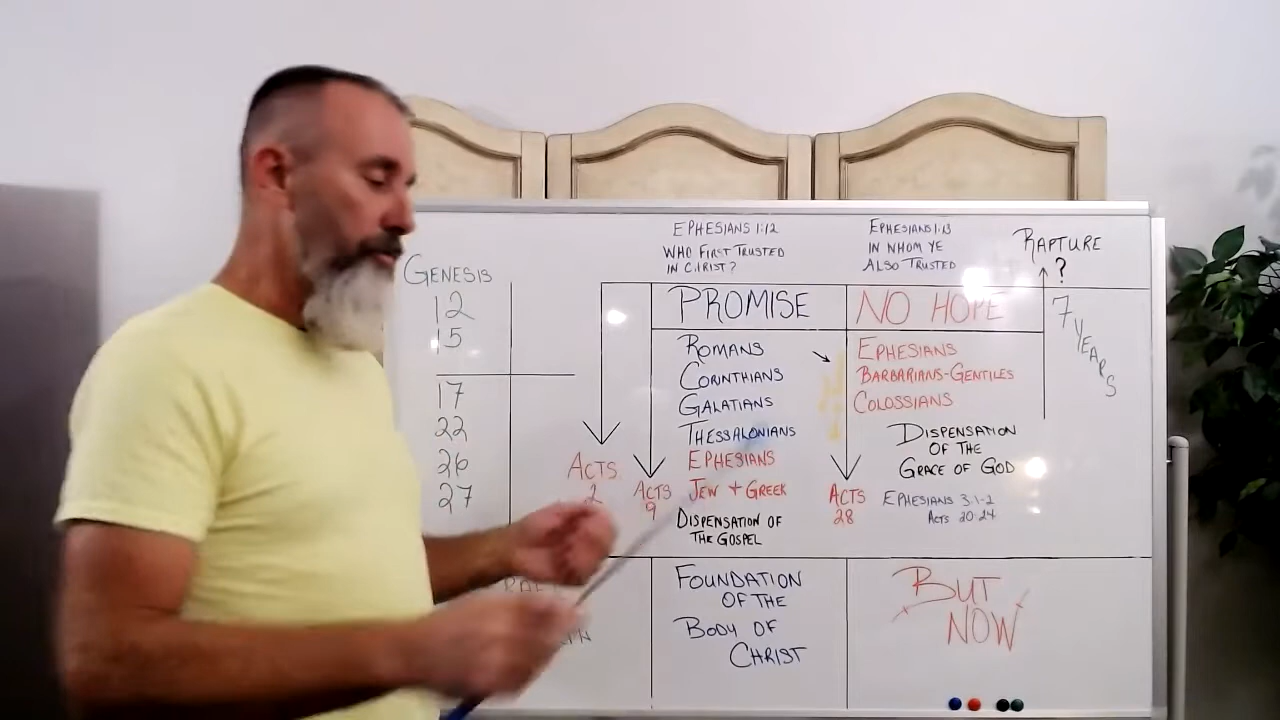 GENESIS
12
15
17
22
26
27
EPHESIANS 1:12
WHO FIRST TRUSTED
IN CHRIST?
EPHESIANS 1:13
IN WHOM YE
ALSO TRUSTED
RAPTURE
?
PROMISE
NO HOPE
7 YEARS
ROMANS
CORINTHIANS
GALATIANS
THESSALONIANS
EPHESIANS
JEW + GREEK
DISPENSATION OF
THE GOSPEL
EPHESIANS
BARBARIANS-GENTILES
COLOSSIANS
DISPENSATION
OF THE
GRACE OF GOD
EPHESIANS 3:1-2
ACTS 20:24
ACTS
2
ACTS
9
ACTS
28
FOUNDATION
OF THE
BODY OF
CHRIST
BUT
NOW